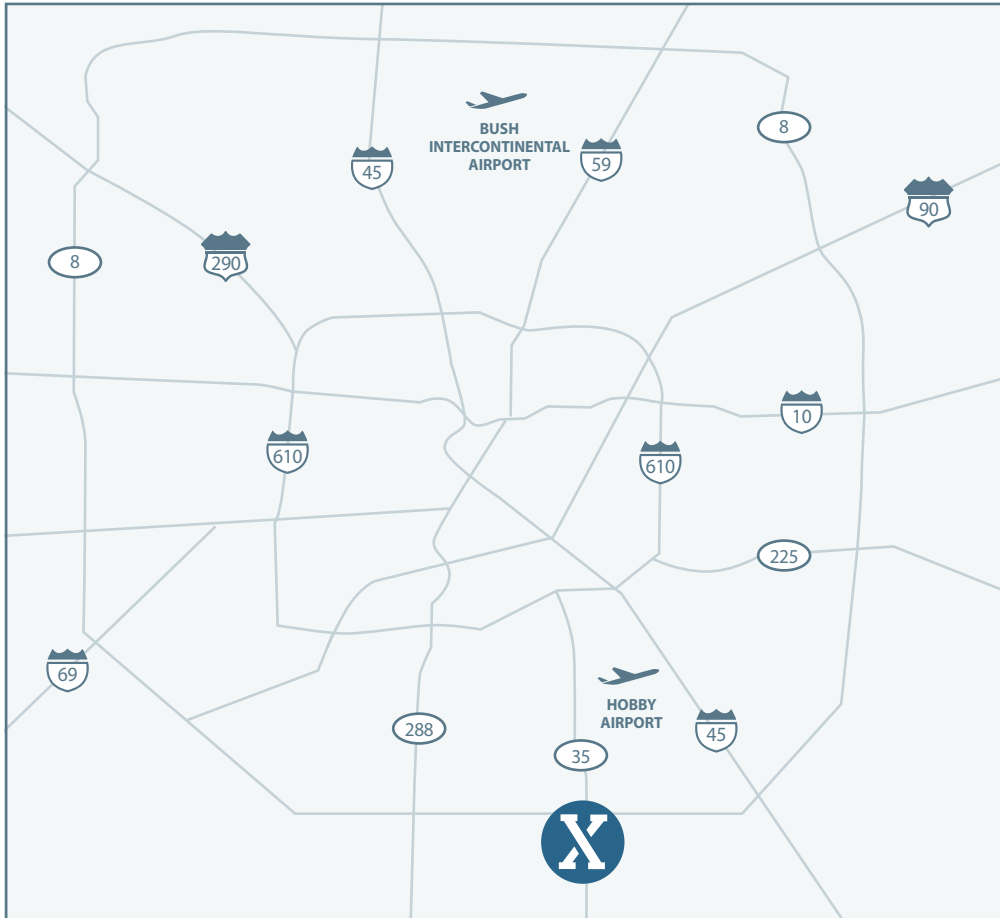 8
BUSH
INTERCONTINENTAL
AIRPORT
45
59
90
8
290
10
610
610
225
69
HOBBY
AIRPORT
288
45
35
X